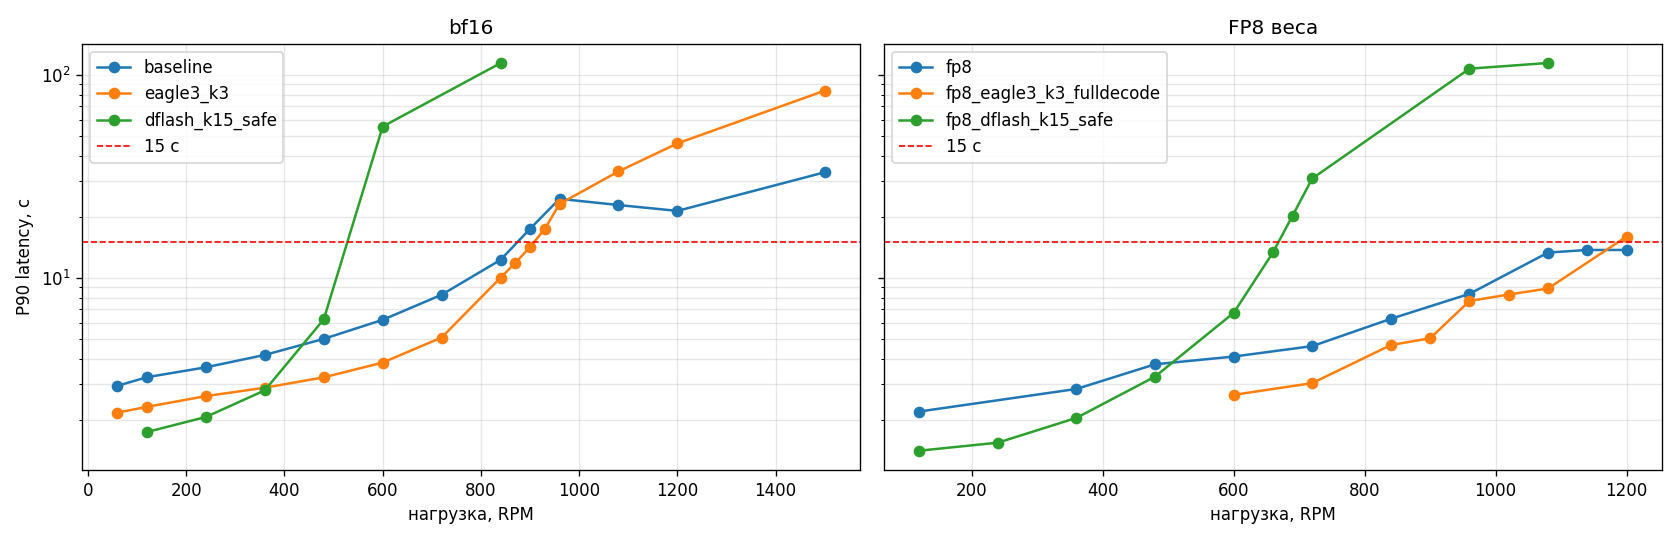 bf16
FP8 веса
P90 latency, с
10²
10¹
baseline
eagle3_k3
dflash_k15_safe
15 с
fp8
fp8_eagle3_k3_fulldecode
fp8_dflash_k15_safe
15 с
0 200 400 600 800 1000 1200 1400
200 400 600 800 1000 1200
нагрузка, RPM
нагрузка, RPM